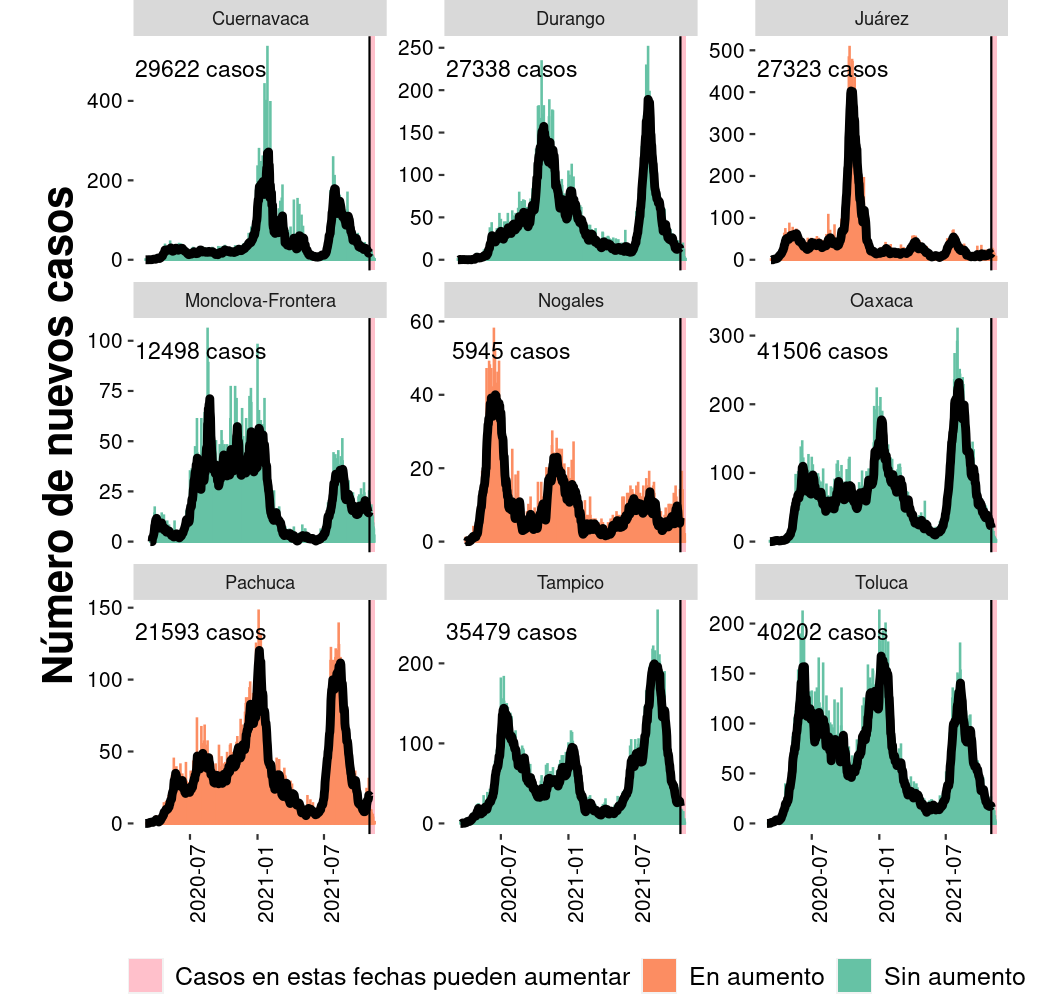 Número de nuevos casos
Cuernavaca
Durango
Juárez
29622 casos
27338 casos
27323 casos
400
200
0
250
200
150
100
50
0
500
400
300
200
100
0
Monclova-Frontera
Nogales
Oaxaca
12498 casos
5945 casos
41506 casos
100
75
50
25
0
60
40
20
0
300
200
100
0
Pachuca
Tampico
Toluca
21593 casos
35479 casos
40202 casos
150
100
50
0
200
100
0
200
150
100
50
0
2020-07
2021-01
2021-07
2020-07
2021-01
2021-07
2020-07
2021-01
2021-07
Casos en estas fechas pueden aumentar
En aumento
Sin aumento